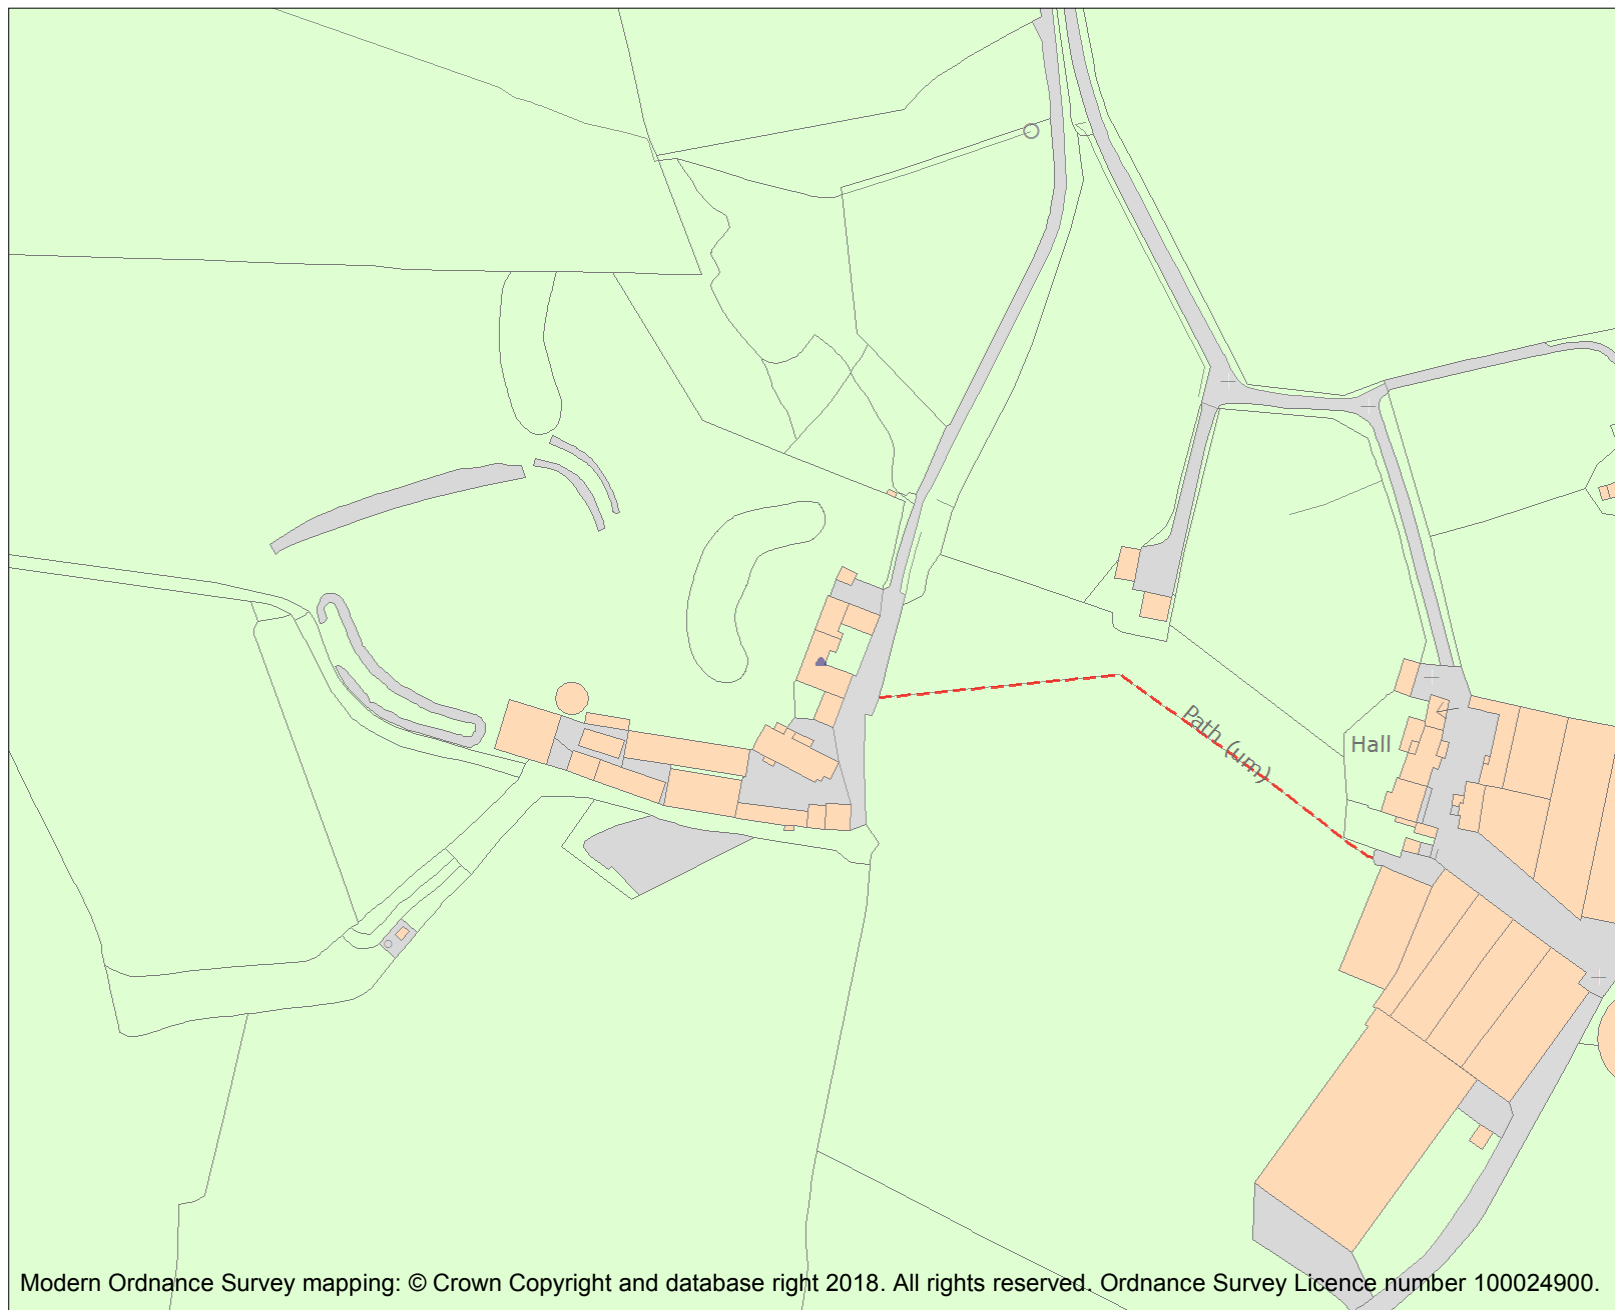 Path (um)
Hall
Modern Ordnance Survey mapping: © Crown Copyright and database right 2018. All rights reserved. Ordnance Survey Licence number 100024900.